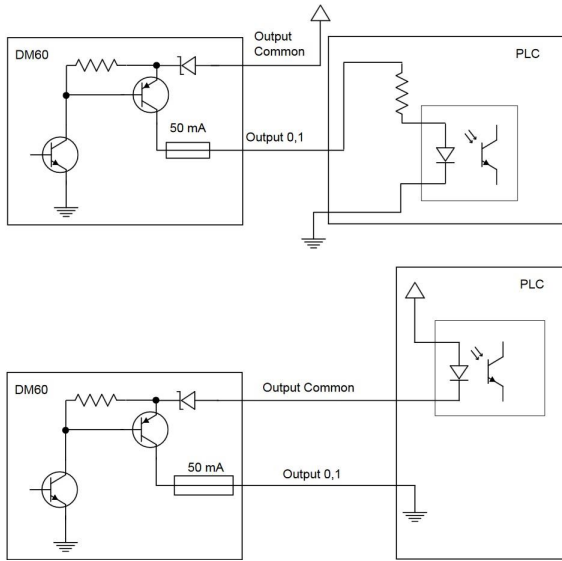 Output
Common
DM60
PLC
50 mA
Output 0,1
PLC
DM60
Output Common
50 mA
Output 0,1